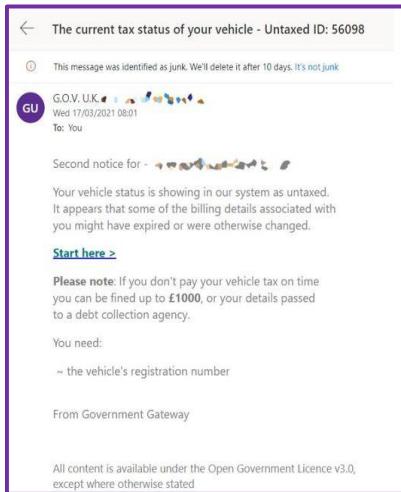 The current tax status of your vehicle - Untaxed ID: 56098
This message was identified as junk. We'll delete it after 10 days. It's not junk
GU
G.O.V. U.K.
Wed 17/03/2021 08:01
To: You
Second notice for -
Your vehicle status is showing in our system as untaxed.
It appears that some of the billing details associated with
you might have expired or were otherwise changed.
Start here >
Please note: If you don't pay your vehicle tax on time
you can be fined up to £1000, or your details passed
to a debt collection agency.
You need:
~ the vehicle's registration number
From Government Gateway
All content is available under the Open Government Licence v3.0,
except where otherwise stated